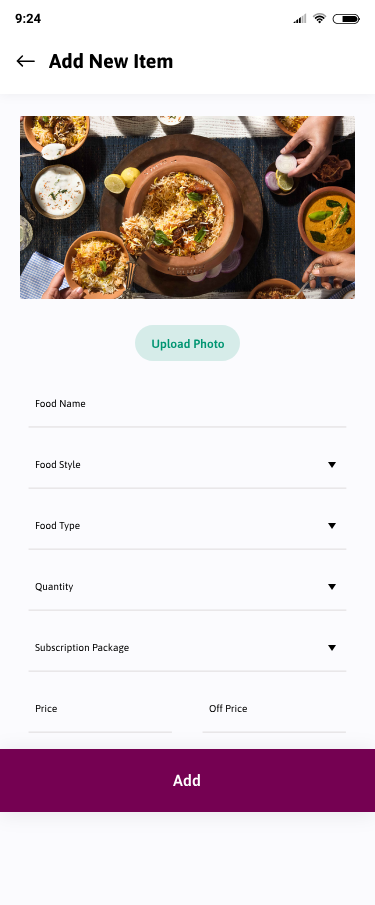 9:24
Add New Item
Upload Photo
Food Name
Food Style
Food Type
Quantity
Subscription Package
Price
Off Price
Add